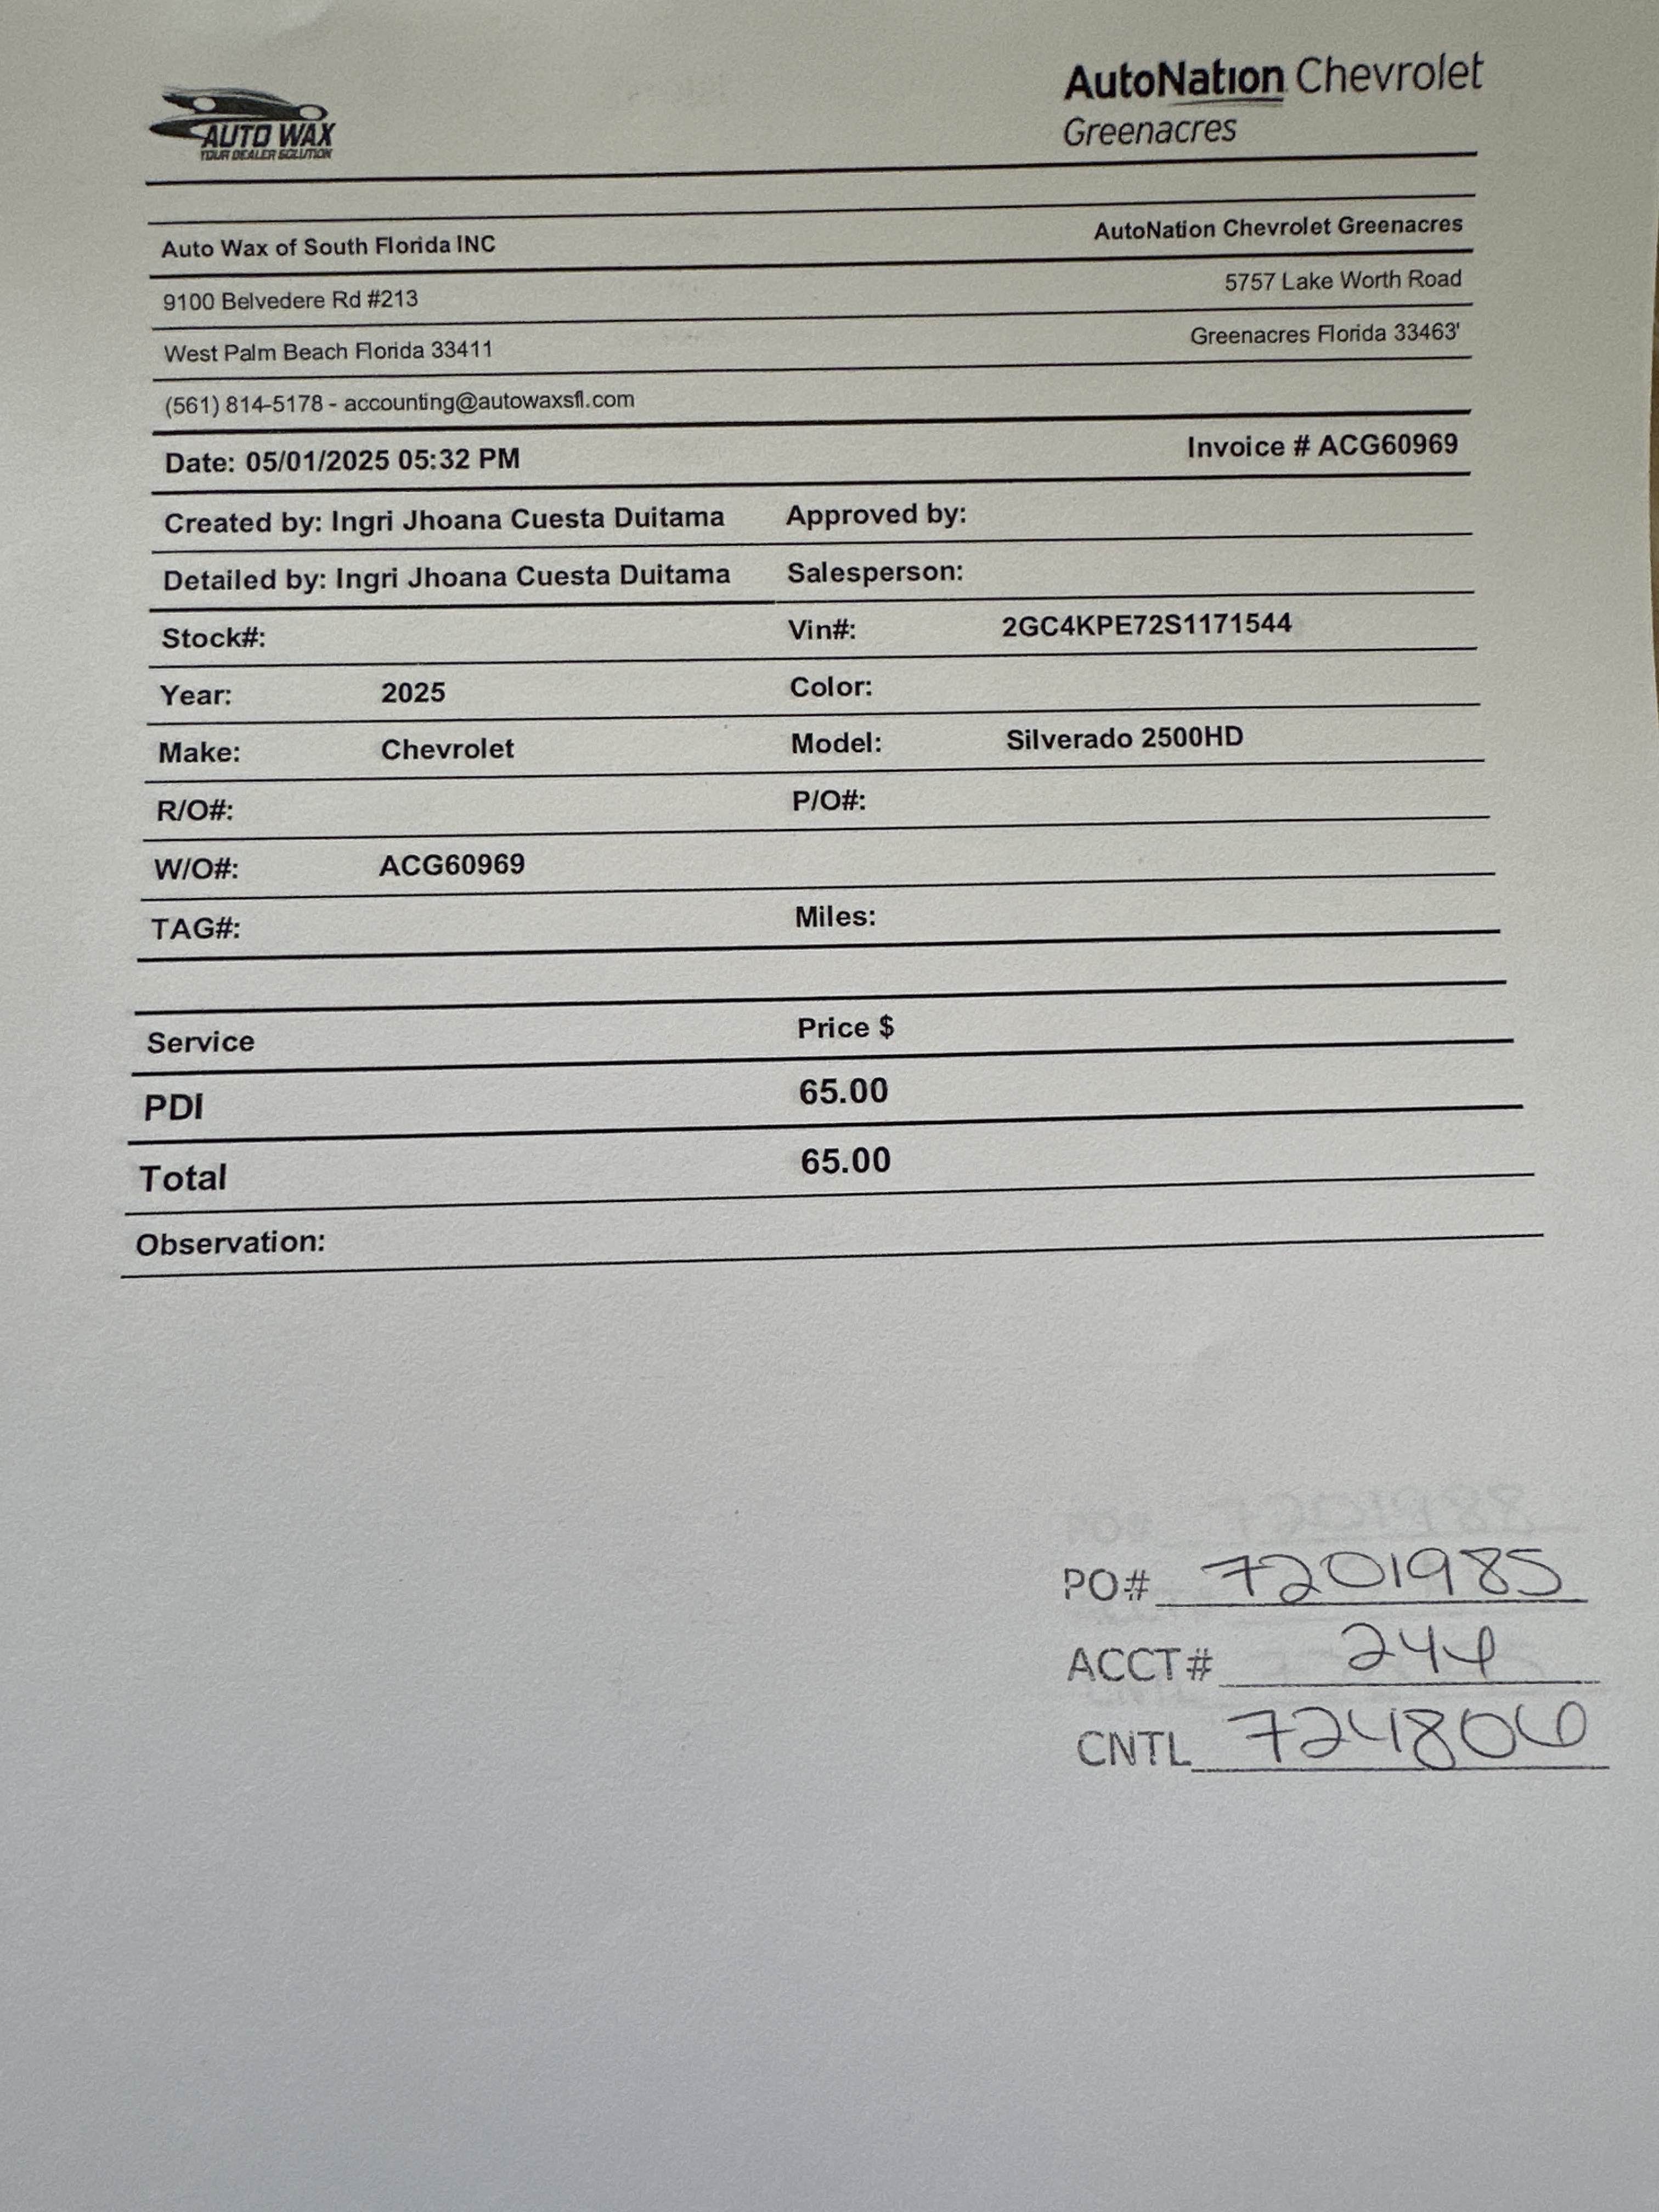 AUTO WAX
YOUR DEALER SOLUTION
AutoNation Chevrolet
Greenacres
Auto Wax of South Florida INC
AutoNation Chevrolet Greenacres
9100 Belvedere Rd #213
5757 Lake Worth Road
West Palm Beach Florida 33411
Greenacres Florida 33463'
(561) 814-5178 - accounting@autowaxsfl.com
Date: 05/01/2025 05:32 PM
Invoice # ACG60969
Created by: Ingri Jhoana Cuesta Duitama Approved by:
Detailed by: Ingri Jhoana Cuesta Duitama Salesperson:
Stock#: Vin#: 2GC4KPE72S1171544
Year: 2025 Color:
Make: Chevrolet Model: Silverado 2500HD
R/O#: P/O#:
W/O#: ACG60969
TAG#: Miles:
Service Price $
PDI 65.00
Total 65.00
Observation:
PO# 7201985
ACCT#
CNTL 724806